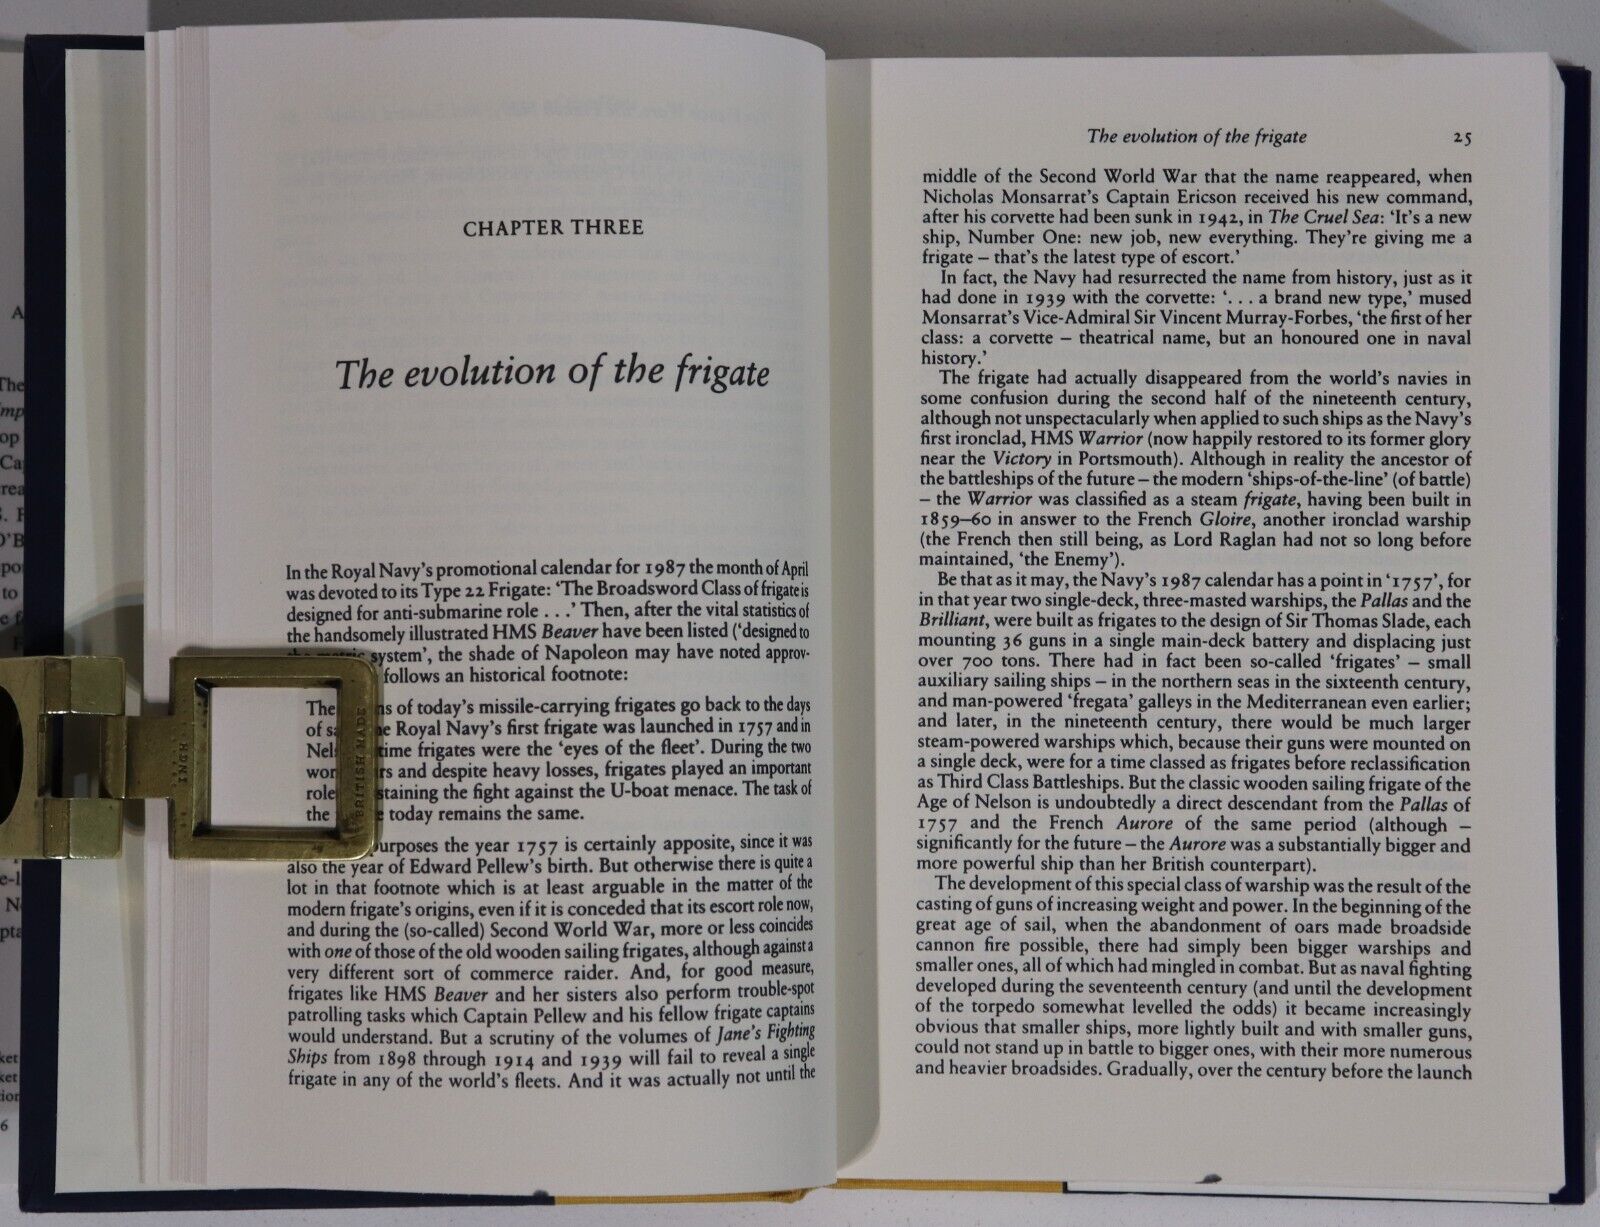 CHAPTER THREE
The evolution of the frigate
In the Royal Navy's promotional calendar for 1987 the month of April
was devoted to its Type 22 Frigate: 'The Broadsword Class of frigate is
designed for anti-submarine role . . .' Then, after the vital statistics of
the handsomely illustrated HMS Beaver have been listed ('designed to
the metric system', the shade of Napoleon may have noted approv-
follows an historical footnote:
The of today's missile-carrying frigates go back to the days
of Royal Navy's first frigate was launched in 1757 and in
time frigates were the 'eyes of the fleet'. During the two
and despite heavy losses, frigates played an important
role the fight against the U-boat menace. The task of
the today remains the same.
purposes the year 1757 is certainly apposite, since it was
also the year of Edward Pellew's birth. But otherwise there is quite a
lot in that footnote which is at least arguable in the matter of the
modern frigate's origins, even if it is conceded that its escort role now,
and during the (so-called) Second World War, more or less coincides
with one of those of the old wooden sailing frigates, although against a
very different sort of commerce raider. And, for good measure,
frigates like HMS Beaver and her sisters also perform trouble-spot
patrolling tasks which Captain Pellew and his fellow frigate captains
would understand. But a scrutiny of the volumes of Jane's Fighting
Ships from 1898 through 1914 and 1939 will fail to reveal a single
frigate in any of the world's fleets. And it was actually not until the
BRITISH MADE
The evolution of the frigate 25
middle of the Second World War that the name reappeared, when
Nicholas Monsarrat's Captain Ericson received his new command,
after his corvette had been sunk in 1942, in The Cruel Sea: 'It's a new
ship, Number One: new job, new everything. They're giving me a
frigate – that's the latest type of escort.'
In fact, the Navy had resurrected the name from history, just as it
had done in 1939 with the corvette: '. . . a brand new type,' mused
Monsarrat's Vice-Admiral Sir Vincent Murray-Forbes, 'the first of her
class: a corvette – theatrical name, but an honoured one in naval
history.'
The frigate had actually disappeared from the world's navies in
some confusion during the second half of the nineteenth century,
although not unspectacularly when applied to such ships as the Navy's
first ironclad, HMS Warrior (now happily restored to its former glory
near the Victory in Portsmouth). Although in reality the ancestor of
the battleships of the future – the modern 'ships-of-the-line' (of battle)
– the Warrior was classified as a steam frigate, having been built in
1859–60 in answer to the French Gloire, another ironclad warship
(the French then still being, as Lord Raglan had not so long before
maintained, 'the Enemy').
Be that as it may, the Navy's 1987 calendar has a point in '1757', for
in that year two single-deck, three-masted warships, the Pallas and the
Brilliant, were built as frigates to the design of Sir Thomas Slade, each
mounting 36 guns in a single main-deck battery and displacing just
over 700 tons. There had in fact been so-called 'frigates' – small
auxiliary sailing ships – in the northern seas in the sixteenth century,
and man-powered 'fregata' galleys in the Mediterranean even earlier;
and later, in the nineteenth century, there would be much larger
steam-powered warships which, because their guns were mounted on
a single deck, were for a time classed as frigates before reclassification
as Third Class Battleships. But the classic wooden sailing frigate of the
Age of Nelson is undoubtedly a direct descendant from the Pallas of
1757 and the French Aurore of the same period (although –
significantly for the future – the Aurore was a substantially bigger and
more powerful ship than her British counterpart).
The development of this special class of warship was the result of the
casting of guns of increasing weight and power. In the beginning of the
great age of sail, when the abandonment of oars made broadside
cannon fire possible, there had simply been bigger warships and
smaller ones, all of which had mingled in combat. But as naval fighting
developed during the seventeenth century (and until the development
of the torpedo somewhat levelled the odds) it became increasingly
obvious that smaller ships, more lightly built and with smaller guns,
could not stand up in battle to bigger ones, with their more numerous
and heavier broadsides. Gradually, over the century before the launch